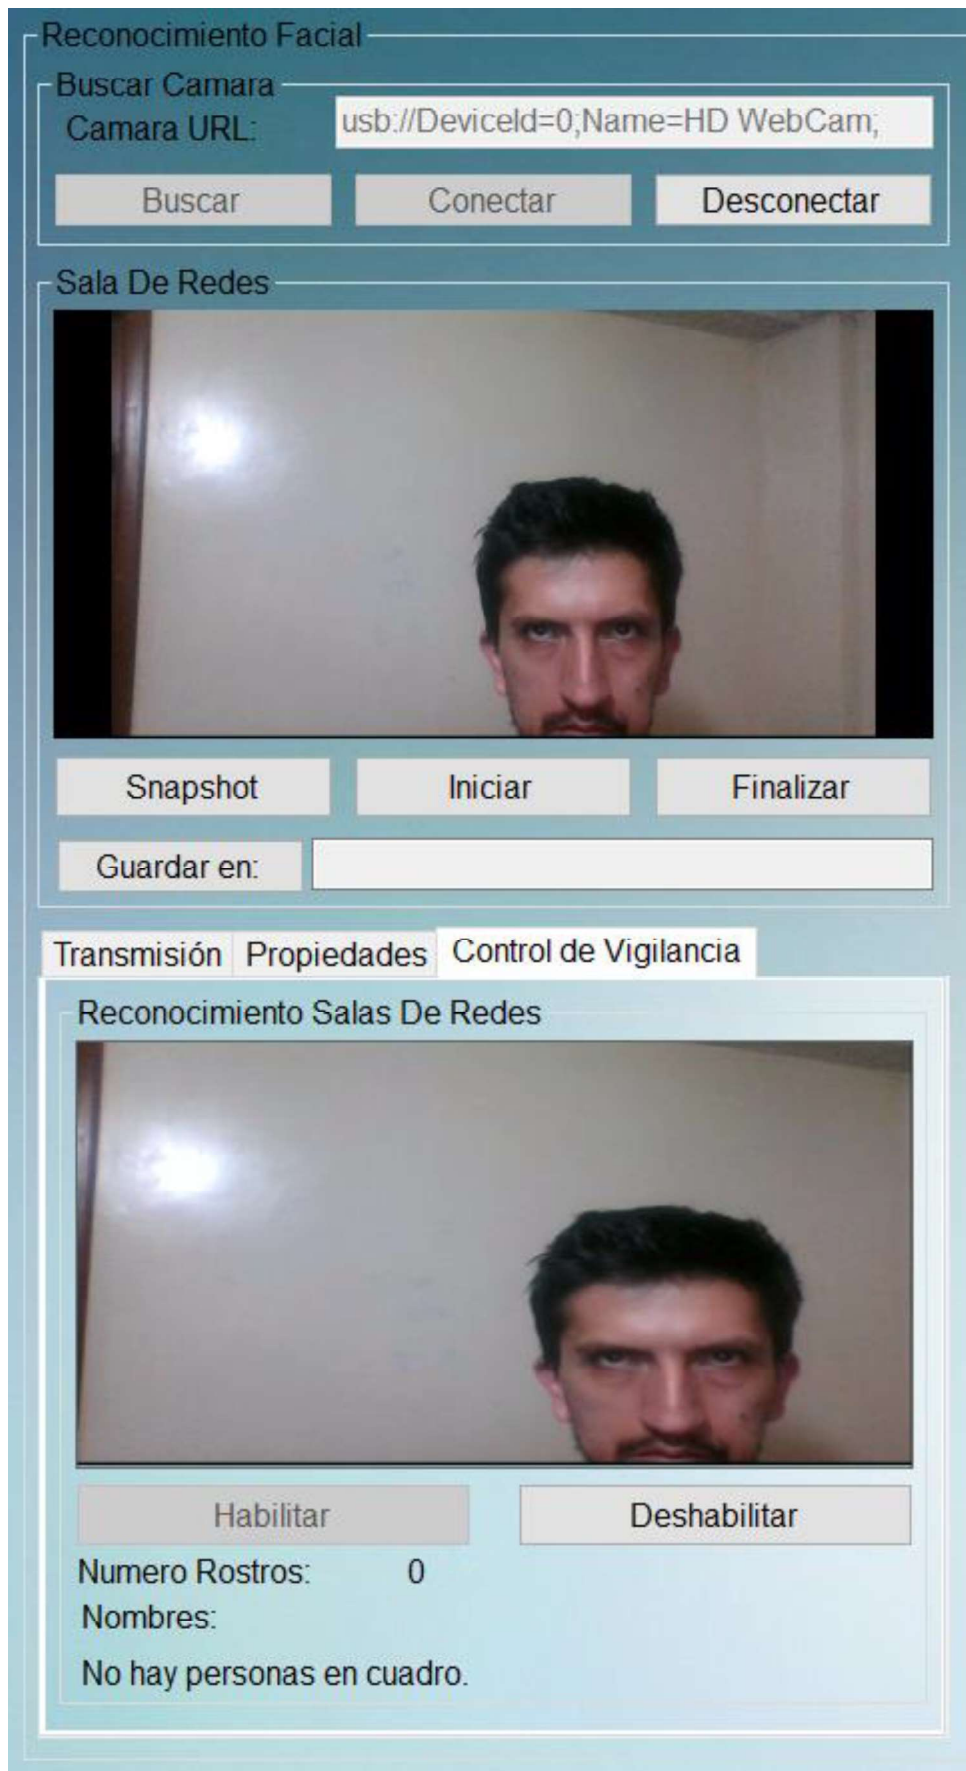 Reconocimiento Facial
Buscar Camara
Camara URL: usb://DeviceId=0;Name=HD WebCam;
Buscar Conectar Desconectar
Sala De Redes
Snapshot Iniciar Finalizar
Guardar en:
Transmisión Propiedades Control de Vigilancia
Reconocimiento Salas De Redes
Habilitar Deshabilitar
Numero Rostros: 0
Nombres:
No hay personas en cuadro.